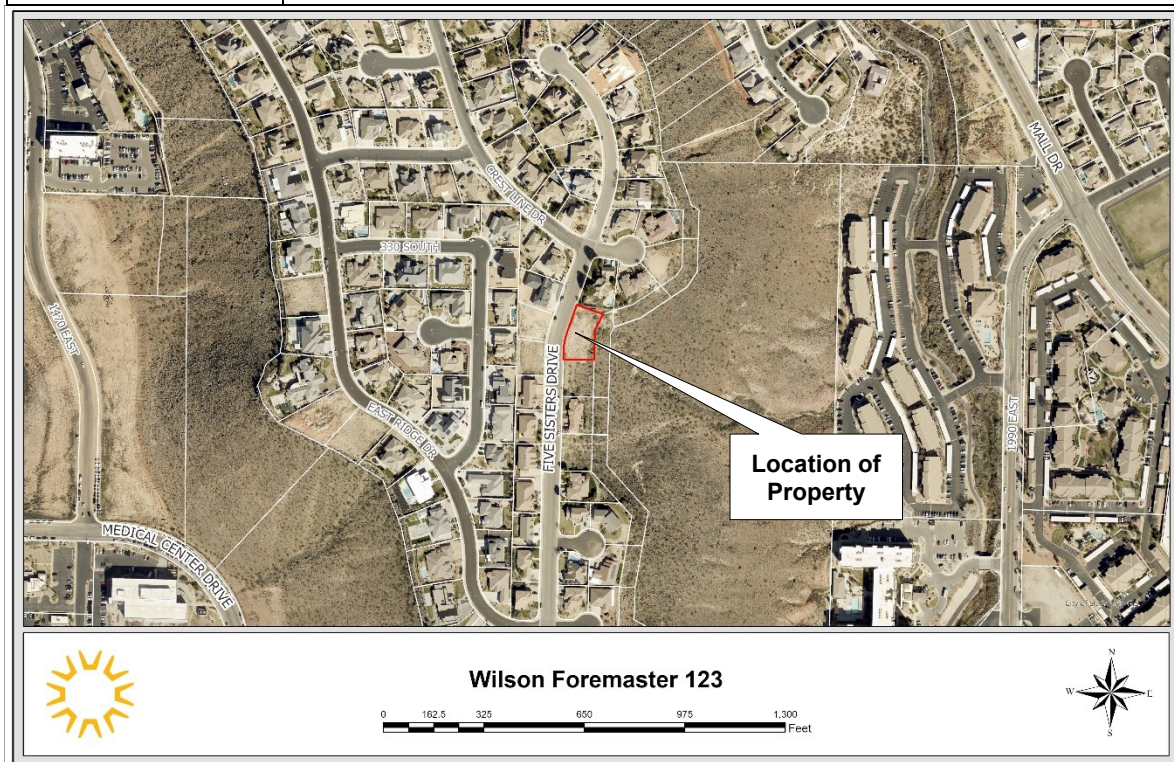 MALL DR
CREST LINE DR
330 SOUTH
1470 EAST
FIVE SISTERS DRIVE
EAST RIDGE DR
1990 EAST
Location of
Property
MEDICAL CENTER DRIVE
Wilson Foremaster 123
N
W E
S
0 162.5 325 650 975 1,300
Feet